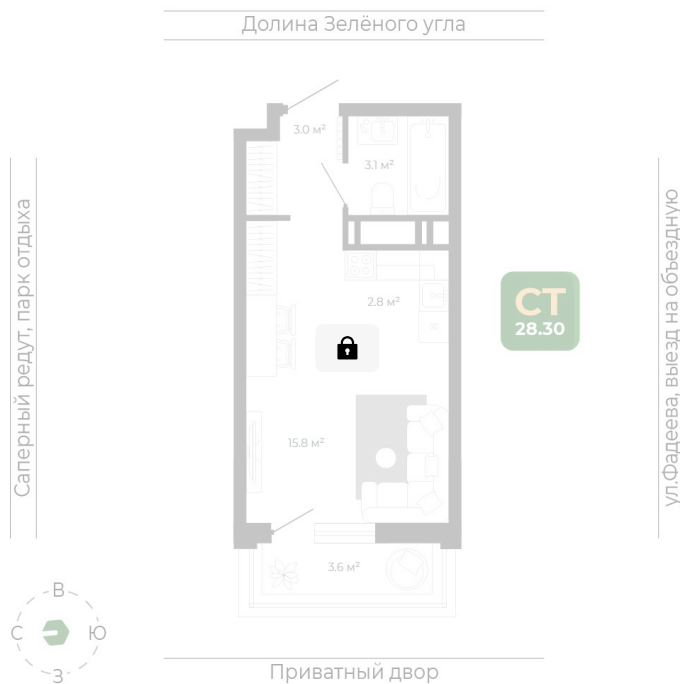 Долина Зелёного угла
3.0 м²
3.1 м²
Саперный редут, парк отдыха
ул.Фадеева, выезд на объездную
2.8 м²
СТ
28.30
15.8 м²
3.6 м²
В
С
Ю
З
Приватный двор